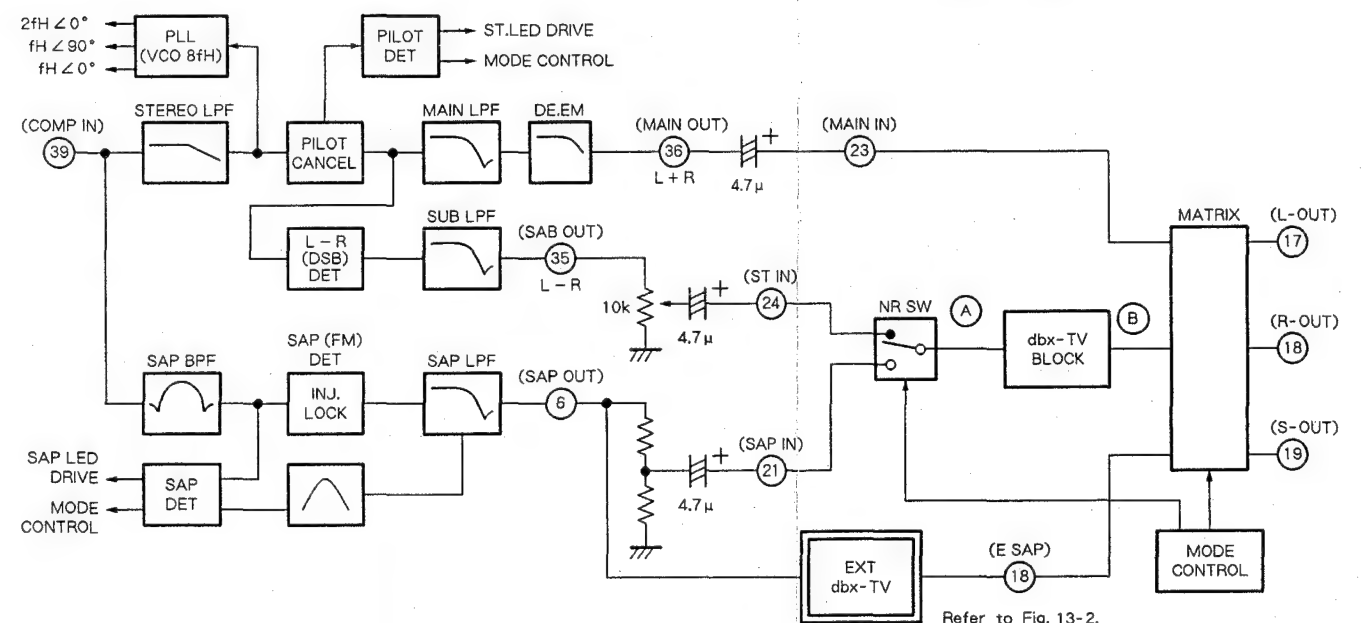 2fH ∠0°
fH ∠90°
fH ∠0°
PLL
(VCO 8fH)
PILOT
DET
ST.LED DRIVE
MODE CONTROL
(COMP IN)
39
STEREO LPF
PILOT
CANCEL
MAIN LPF
DE.EM
(MAIN OUT)
36
L+R
+
4.7μ
(MAIN IN)
23
L-R
(DSB)
DET
SUB LPF
(SAB OUT)
35
L-R
10k
+
4.7μ
(ST IN)
24
NR SW
A
dbx-TV
BLOCK
B
MATRIX
(L-OUT)
17
(R-OUT)
18
(S-OUT)
19
SAP BPF
SAP (FM)
DET
INJ.
LOCK
SAP LPF
(SAP OUT)
6
+
4.7μ
(SAP IN)
21
SAP LED
DRIVE
MODE
CONTROL
SAP
DET
EXT
dbx-TV
(E SAP)
18
MODE
CONTROL
Refer to Fig. 13-2.